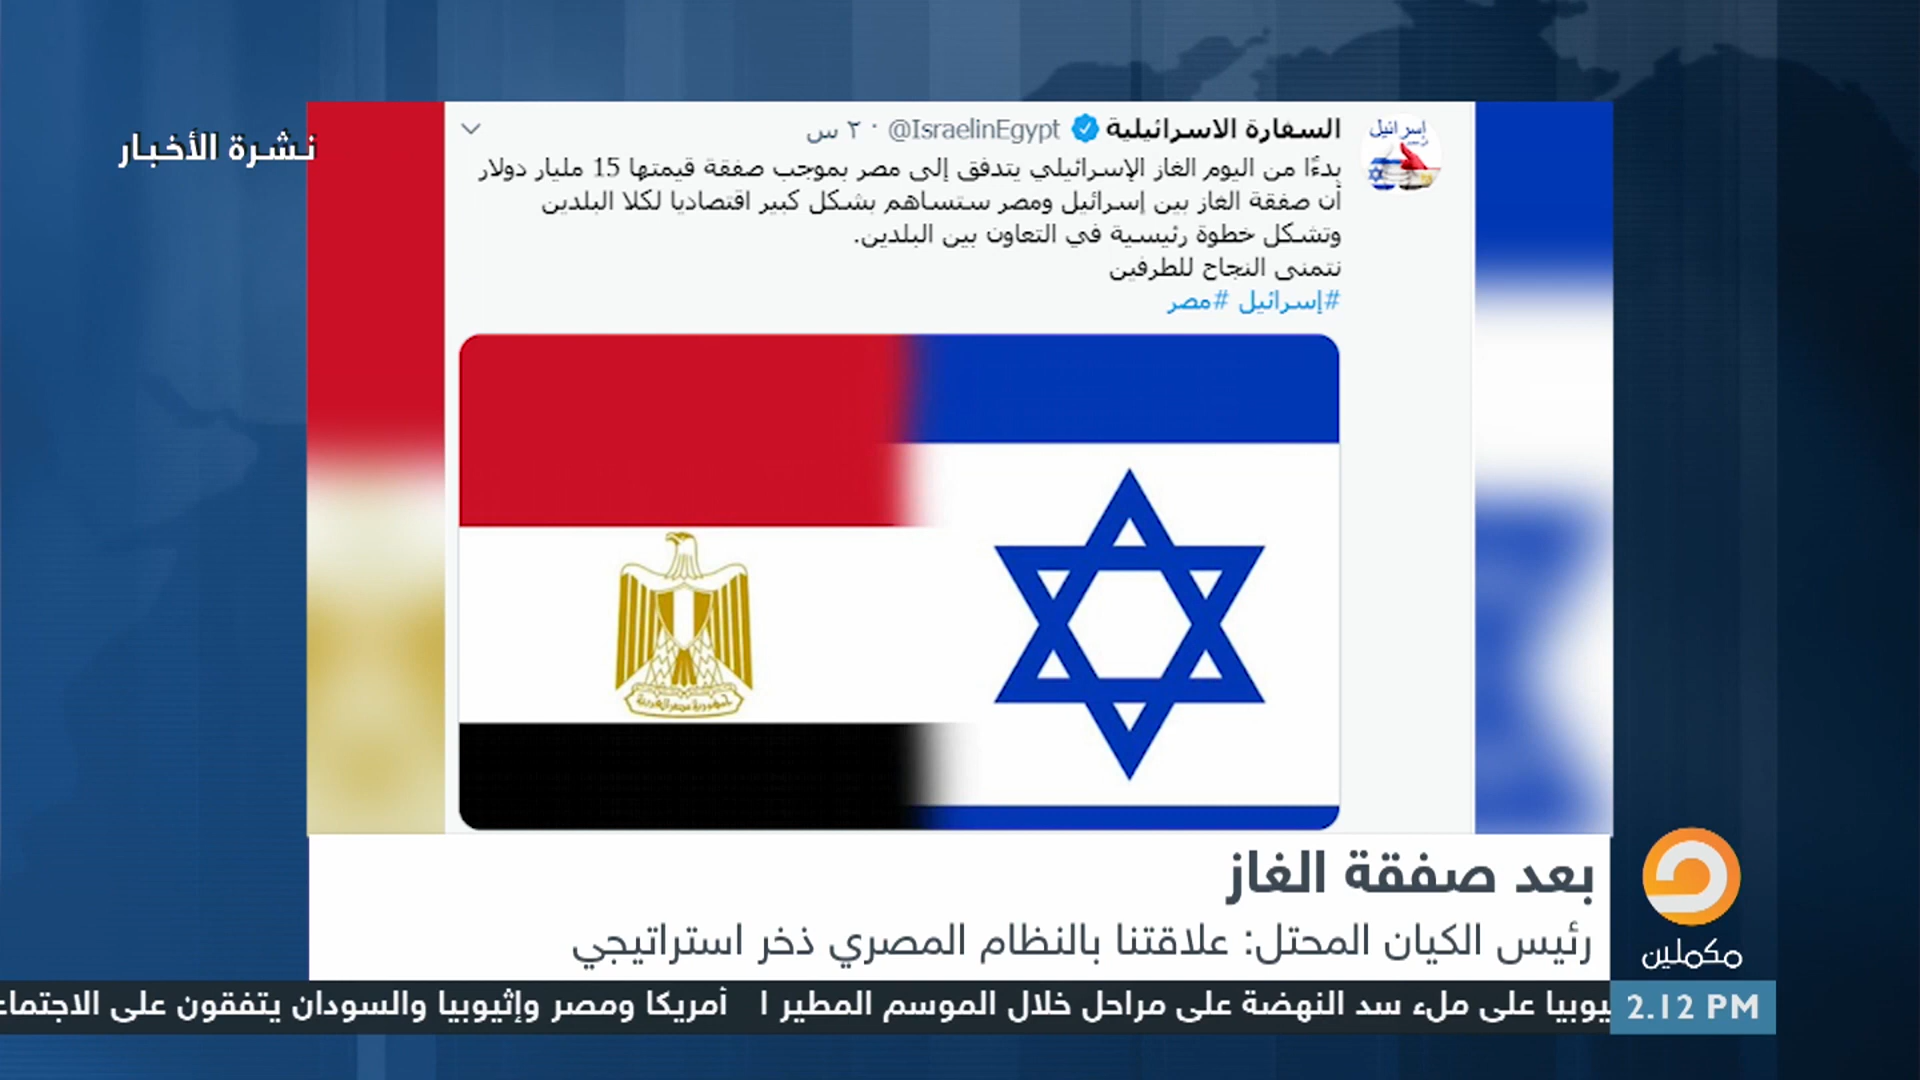 نشرة الأخبار
السفارة الاسرائيلية @IsraelinEgypt · ٢ س
إسرائيل
بدءًا من اليوم الغاز الإسرائيلي يتدفق إلى مصر بموجب صفقة قيمتها 15 مليار دولار
أن صفقة الغاز بين إسرائيل ومصر ستساهم بشكل كبير اقتصاديا لكلا البلدين
وتشكل خطوة رئيسية في التعاون بين البلدين.
نتمنى النجاح للطرفين
#إسرائيل #مصر
جمهورية مصر العربية
بعد صفقة الغاز
رئيس الكيان المحتل: علاقتنا بالنظام المصري ذخر استراتيجي
مكملين
يوبيا على ملء سد النهضة على مراحل خلال الموسم المطير ا أمريكا ومصر وإثيوبيا والسودان يتفقون على الاجتما
2.12 PM